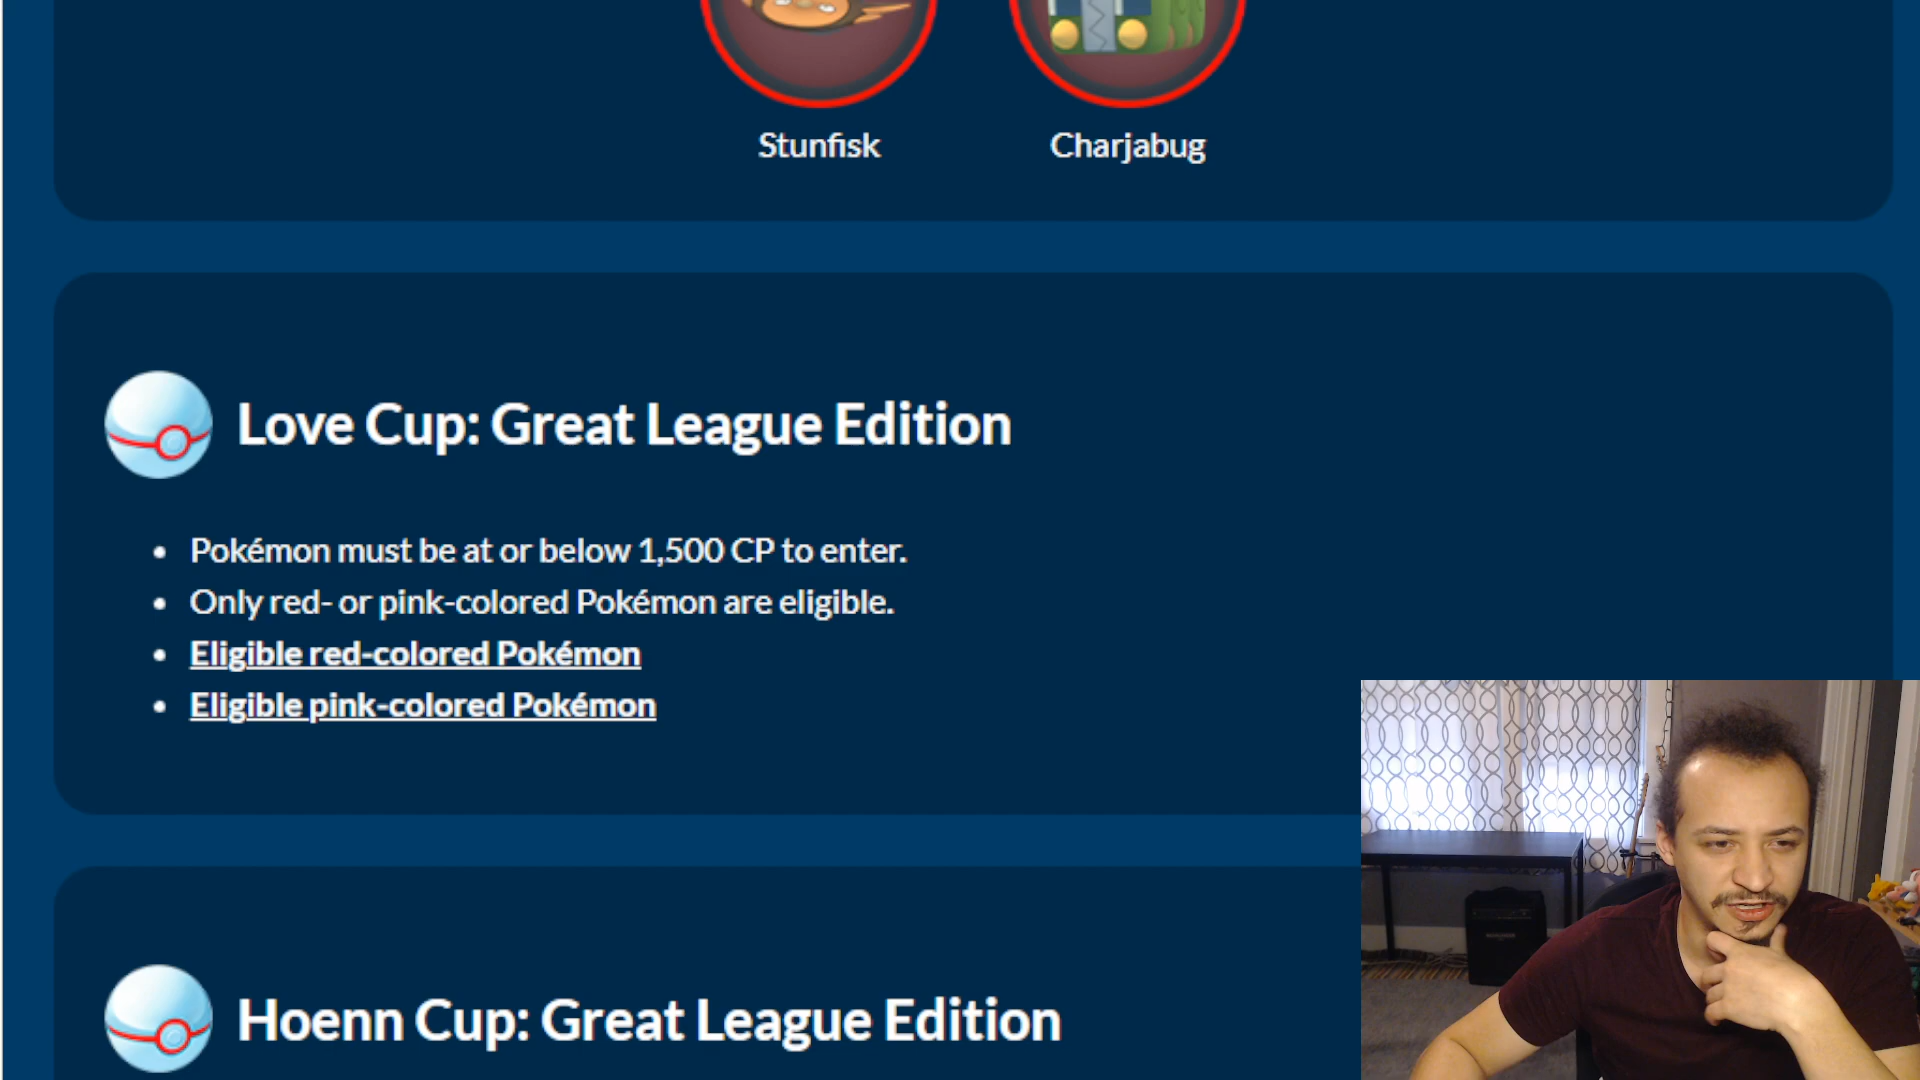 Stunfisk
Charjabug
Love Cup: Great League Edition
Pokémon must be at or below 1,500 CP to enter.
Only red- or pink-colored Pokémon are eligible.
Eligible red-colored Pokémon
Eligible pink-colored Pokémon
Hoenn Cup: Great League Edition